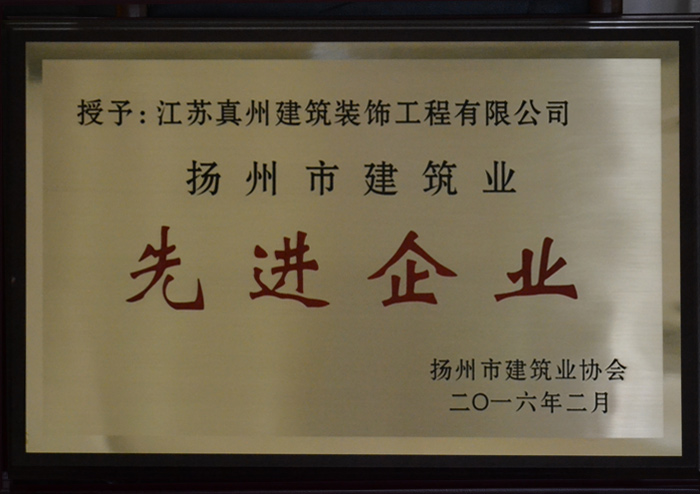 授予:江苏真州建筑装饰工程有限公司
扬州市建筑业
先进企业
扬州市建筑业协会
二〇一六年二月